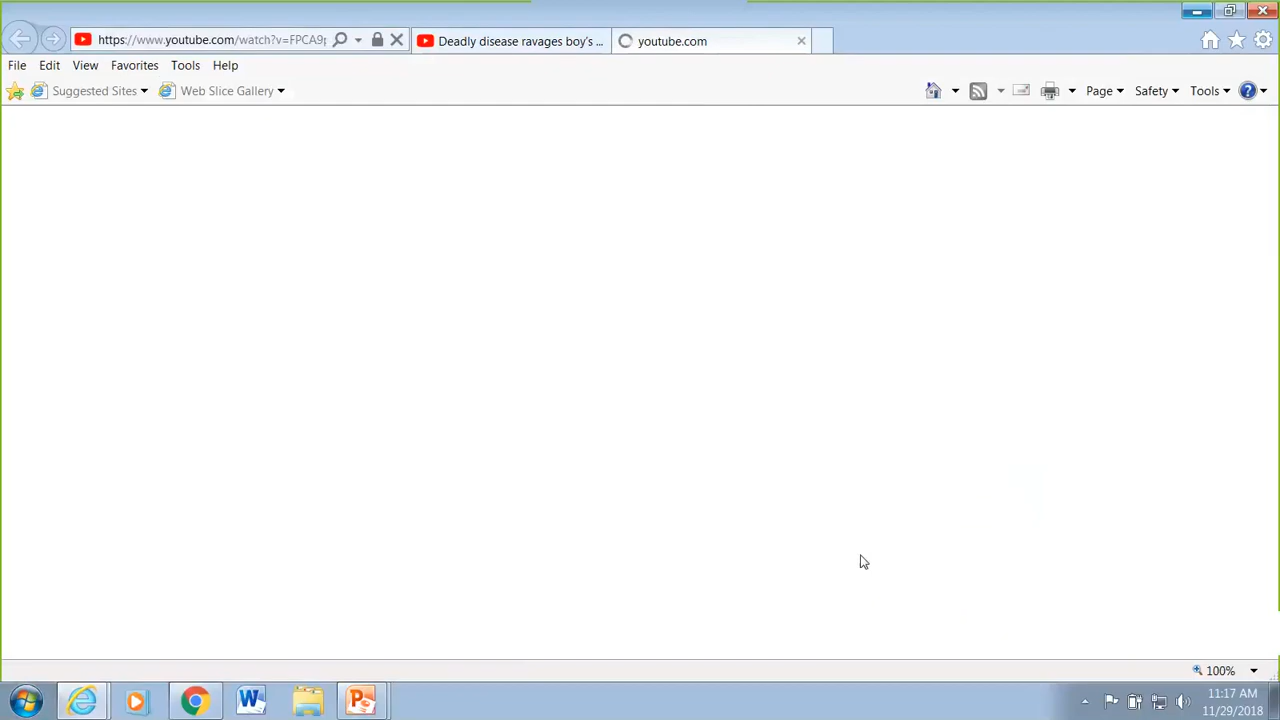 https://www.youtube.com/watch?v=FPCA9
Deadly disease ravages boy's ...
youtube.com
File Edit View Favorites Tools Help
Suggested Sites Web Slice Gallery
Page Safety Tools
100%
11:17 AM
11/29/2018